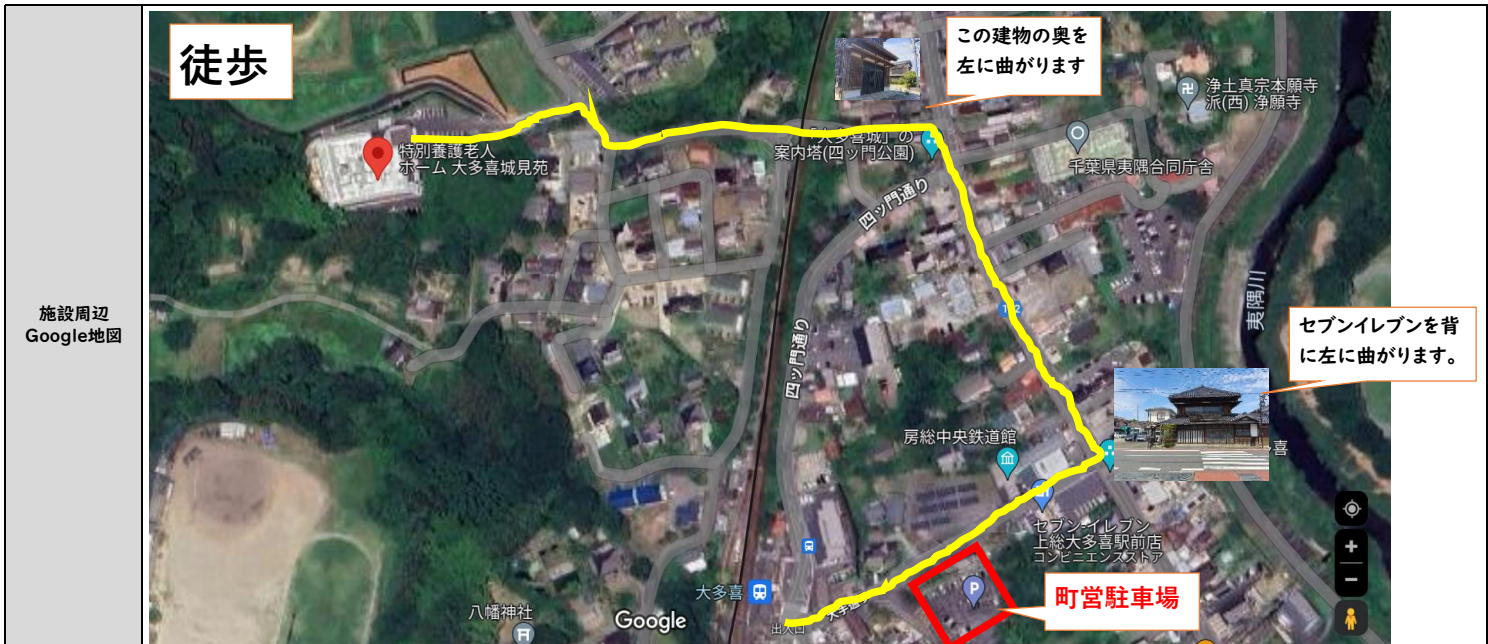 徒歩
この建物の奥を
左に曲がります
浄土真宗本願寺
派(西) 浄願寺
「大多喜城」の
案内塔(四ッ門公園)
千葉県夷隅合同庁舎
特別養護老人
ホーム 大多喜城見苑
四ッ門通り
夷隅川
施設周辺
Google地図
セブンイレブンを背
に左に曲がります。
四ッ門通り
房総中央鉄道館
喜
セブン-イレブン
上総大多喜駅前店
コンビニエンスストア
P
町営駐車場
大多喜
八幡神社
Google
出入口